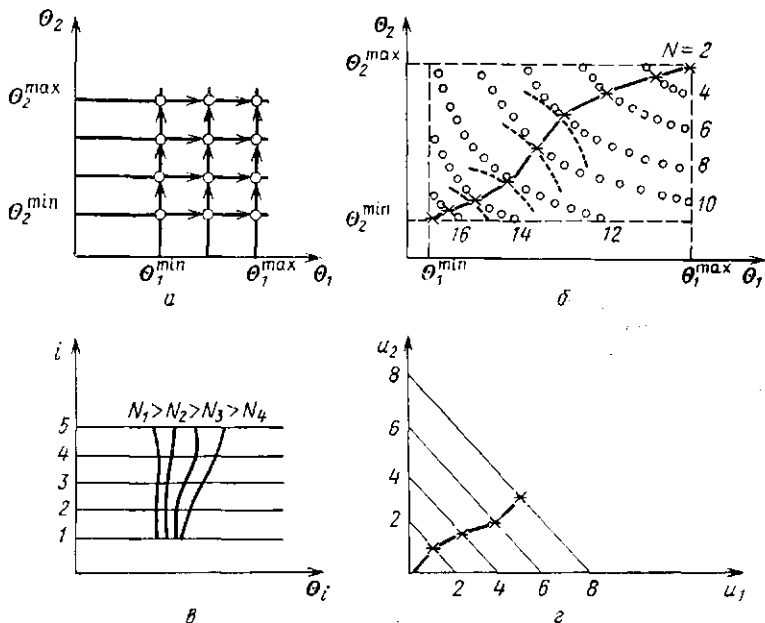 Θ₂
Θ₂ᵐᵃˣ
Θ₂ᵐⁱⁿ
Θ₁ᵐⁱⁿ
Θ₁ᵐᵃˣ
Θ₁
а
Θ₂
Θ₂ᵐᵃˣ
N = 2
4
6
8
10
Θ₂ᵐⁱⁿ
16
14
12
Θ₁ᵐⁱⁿ
Θ₁ᵐᵃˣ
Θ₁
б
i
N₁ > N₂ > N₃ > N₄
5
4
3
2
1
Θᵢ
в
u₂
8
6
4
2
2
4
6
8
u₁
г